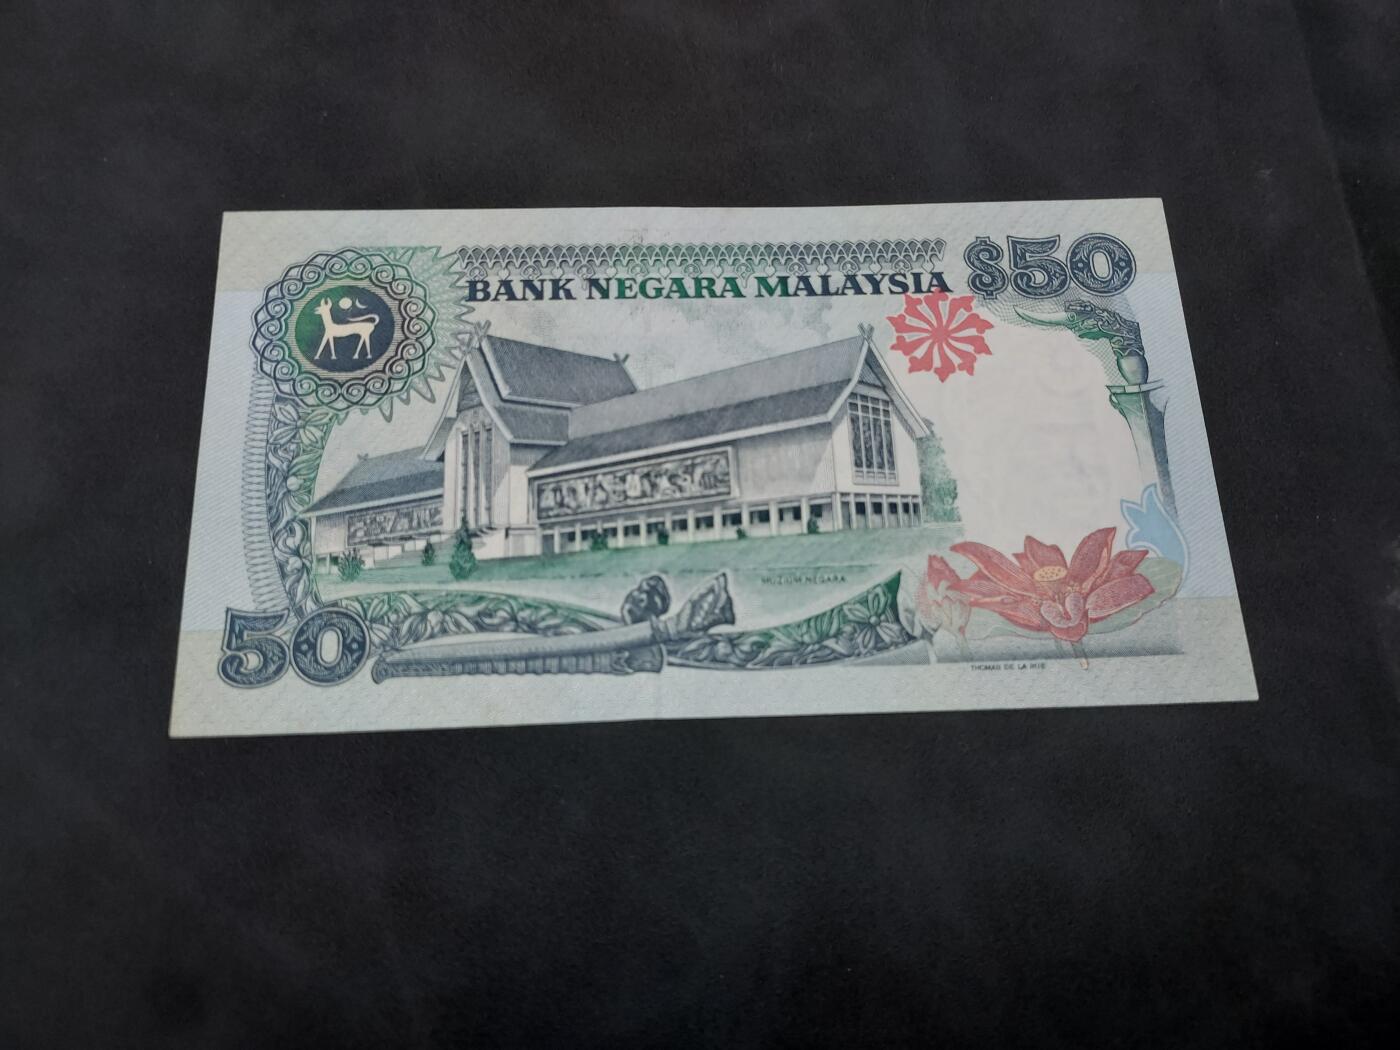 $50
BANK NEGARA MALAYSIA
MUZIUM NEGARA
50
THOMAS DE LA RUE